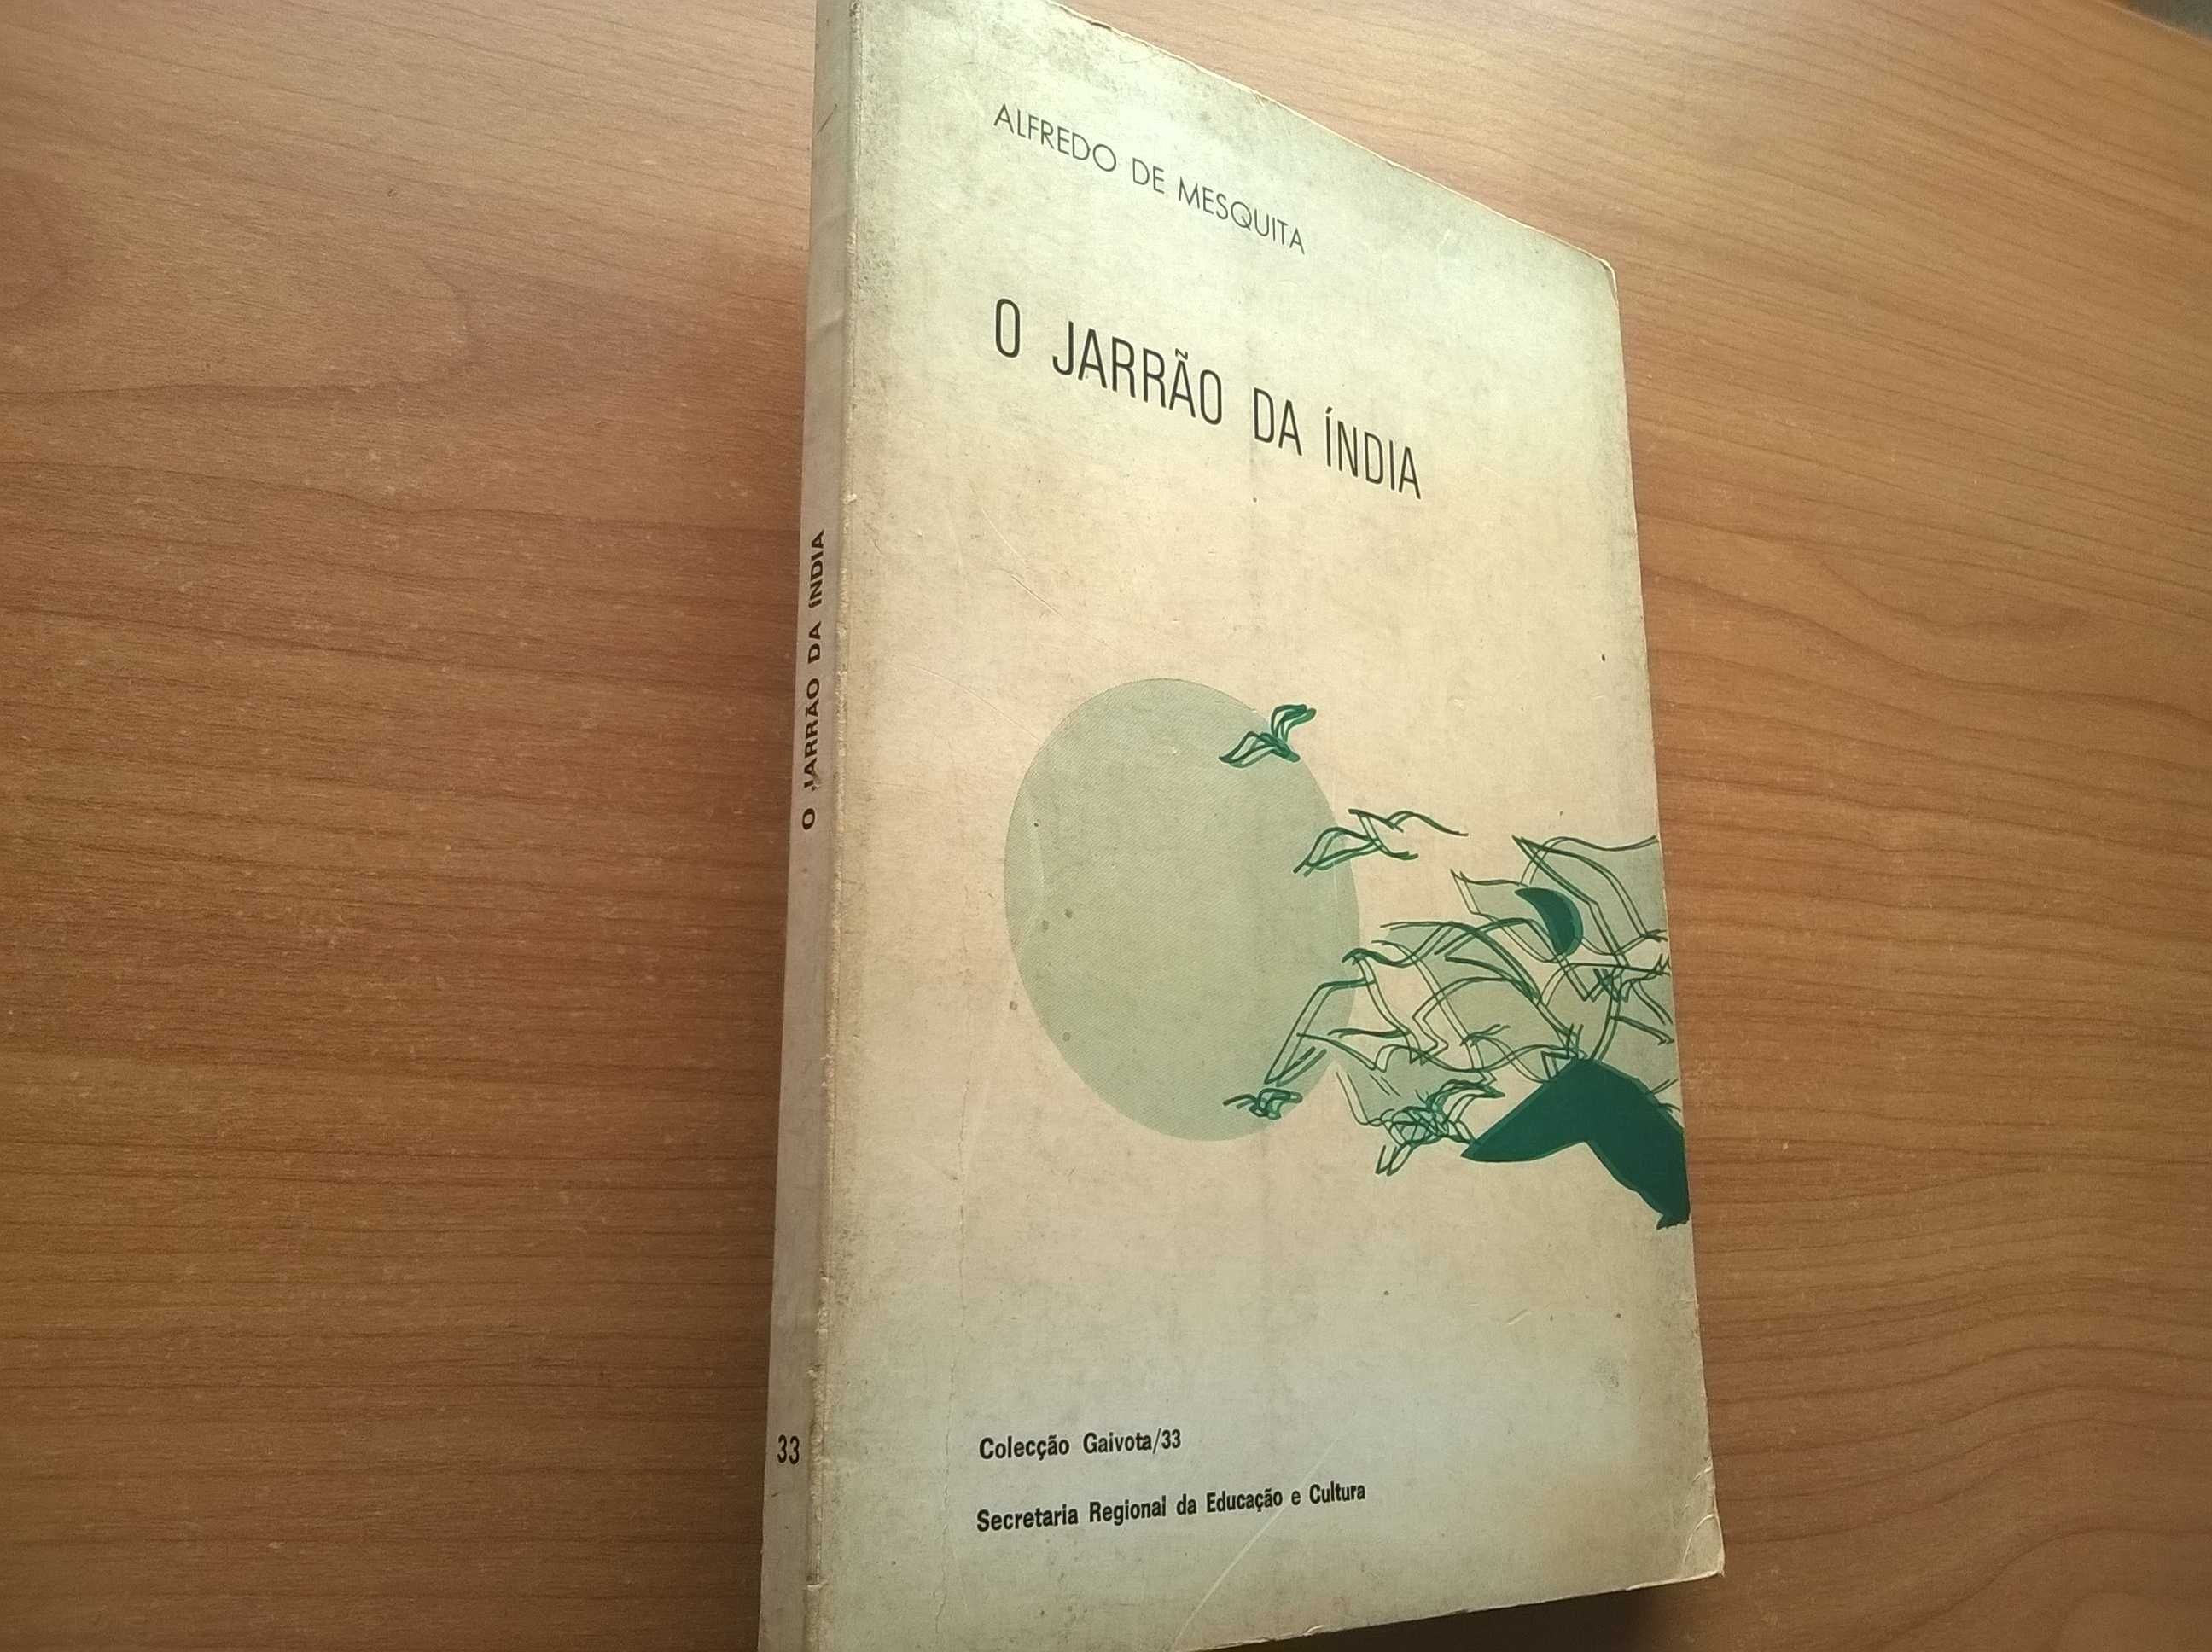 ALFREDO DE MESQUITA
O JARRÃO DA ÍNDIA
Colecção Gaivota/33
Secretaria Regional da Educação e Cultura
O JARRÃO DA ÍNDIA
33